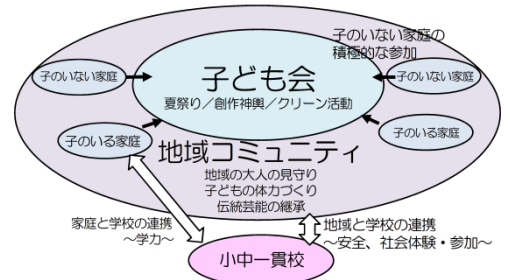 子のいない家庭の
積極的な参加
子ども会
夏祭り／創作神輿／クリーン活動
子のいない家庭
子のいない家庭
子のいる家庭
子のいる家庭
地域コミュニティ
地域の大人の見守り
子どもの体力づくり
伝統芸能の継承
家庭と学校の連携
～学力～
地域と学校の連携
～安全、社会体験・参加～
小中一貫校